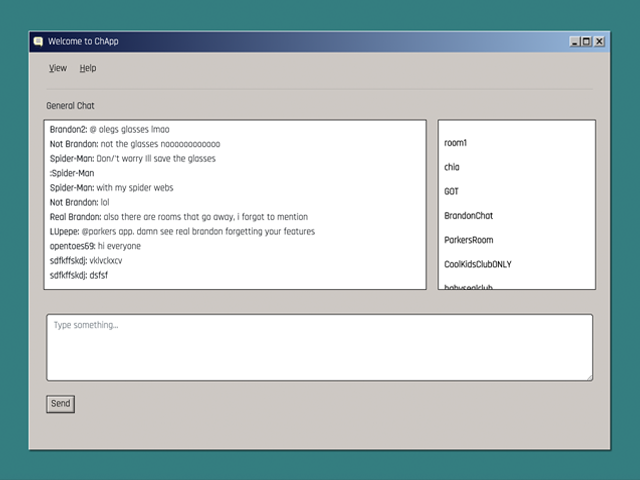 Welcome to ChApp
View Help
General Chat
Brandon2: @ olegs glasses lmao
Not Brandon: not the glasses noooooooooooo
Spider-Man: Don/'t worry Ill save the glasses
:Spider-Man
Spider-Man: with my spider webs
Not Brandon: lol
Real Brandon: also there are rooms that go away, i forgot to mention
LUpepe: @parkers app. damn see real brandon forgetting your features
opentoes69: hi everyone
sdfkffskdj: vklvckxcv
sdfkffskdj: dsfsf
room1
chia
GOT
BrandonChat
ParkersRoom
CoolKidsClubONLY
babysealclub
Type something...
Send